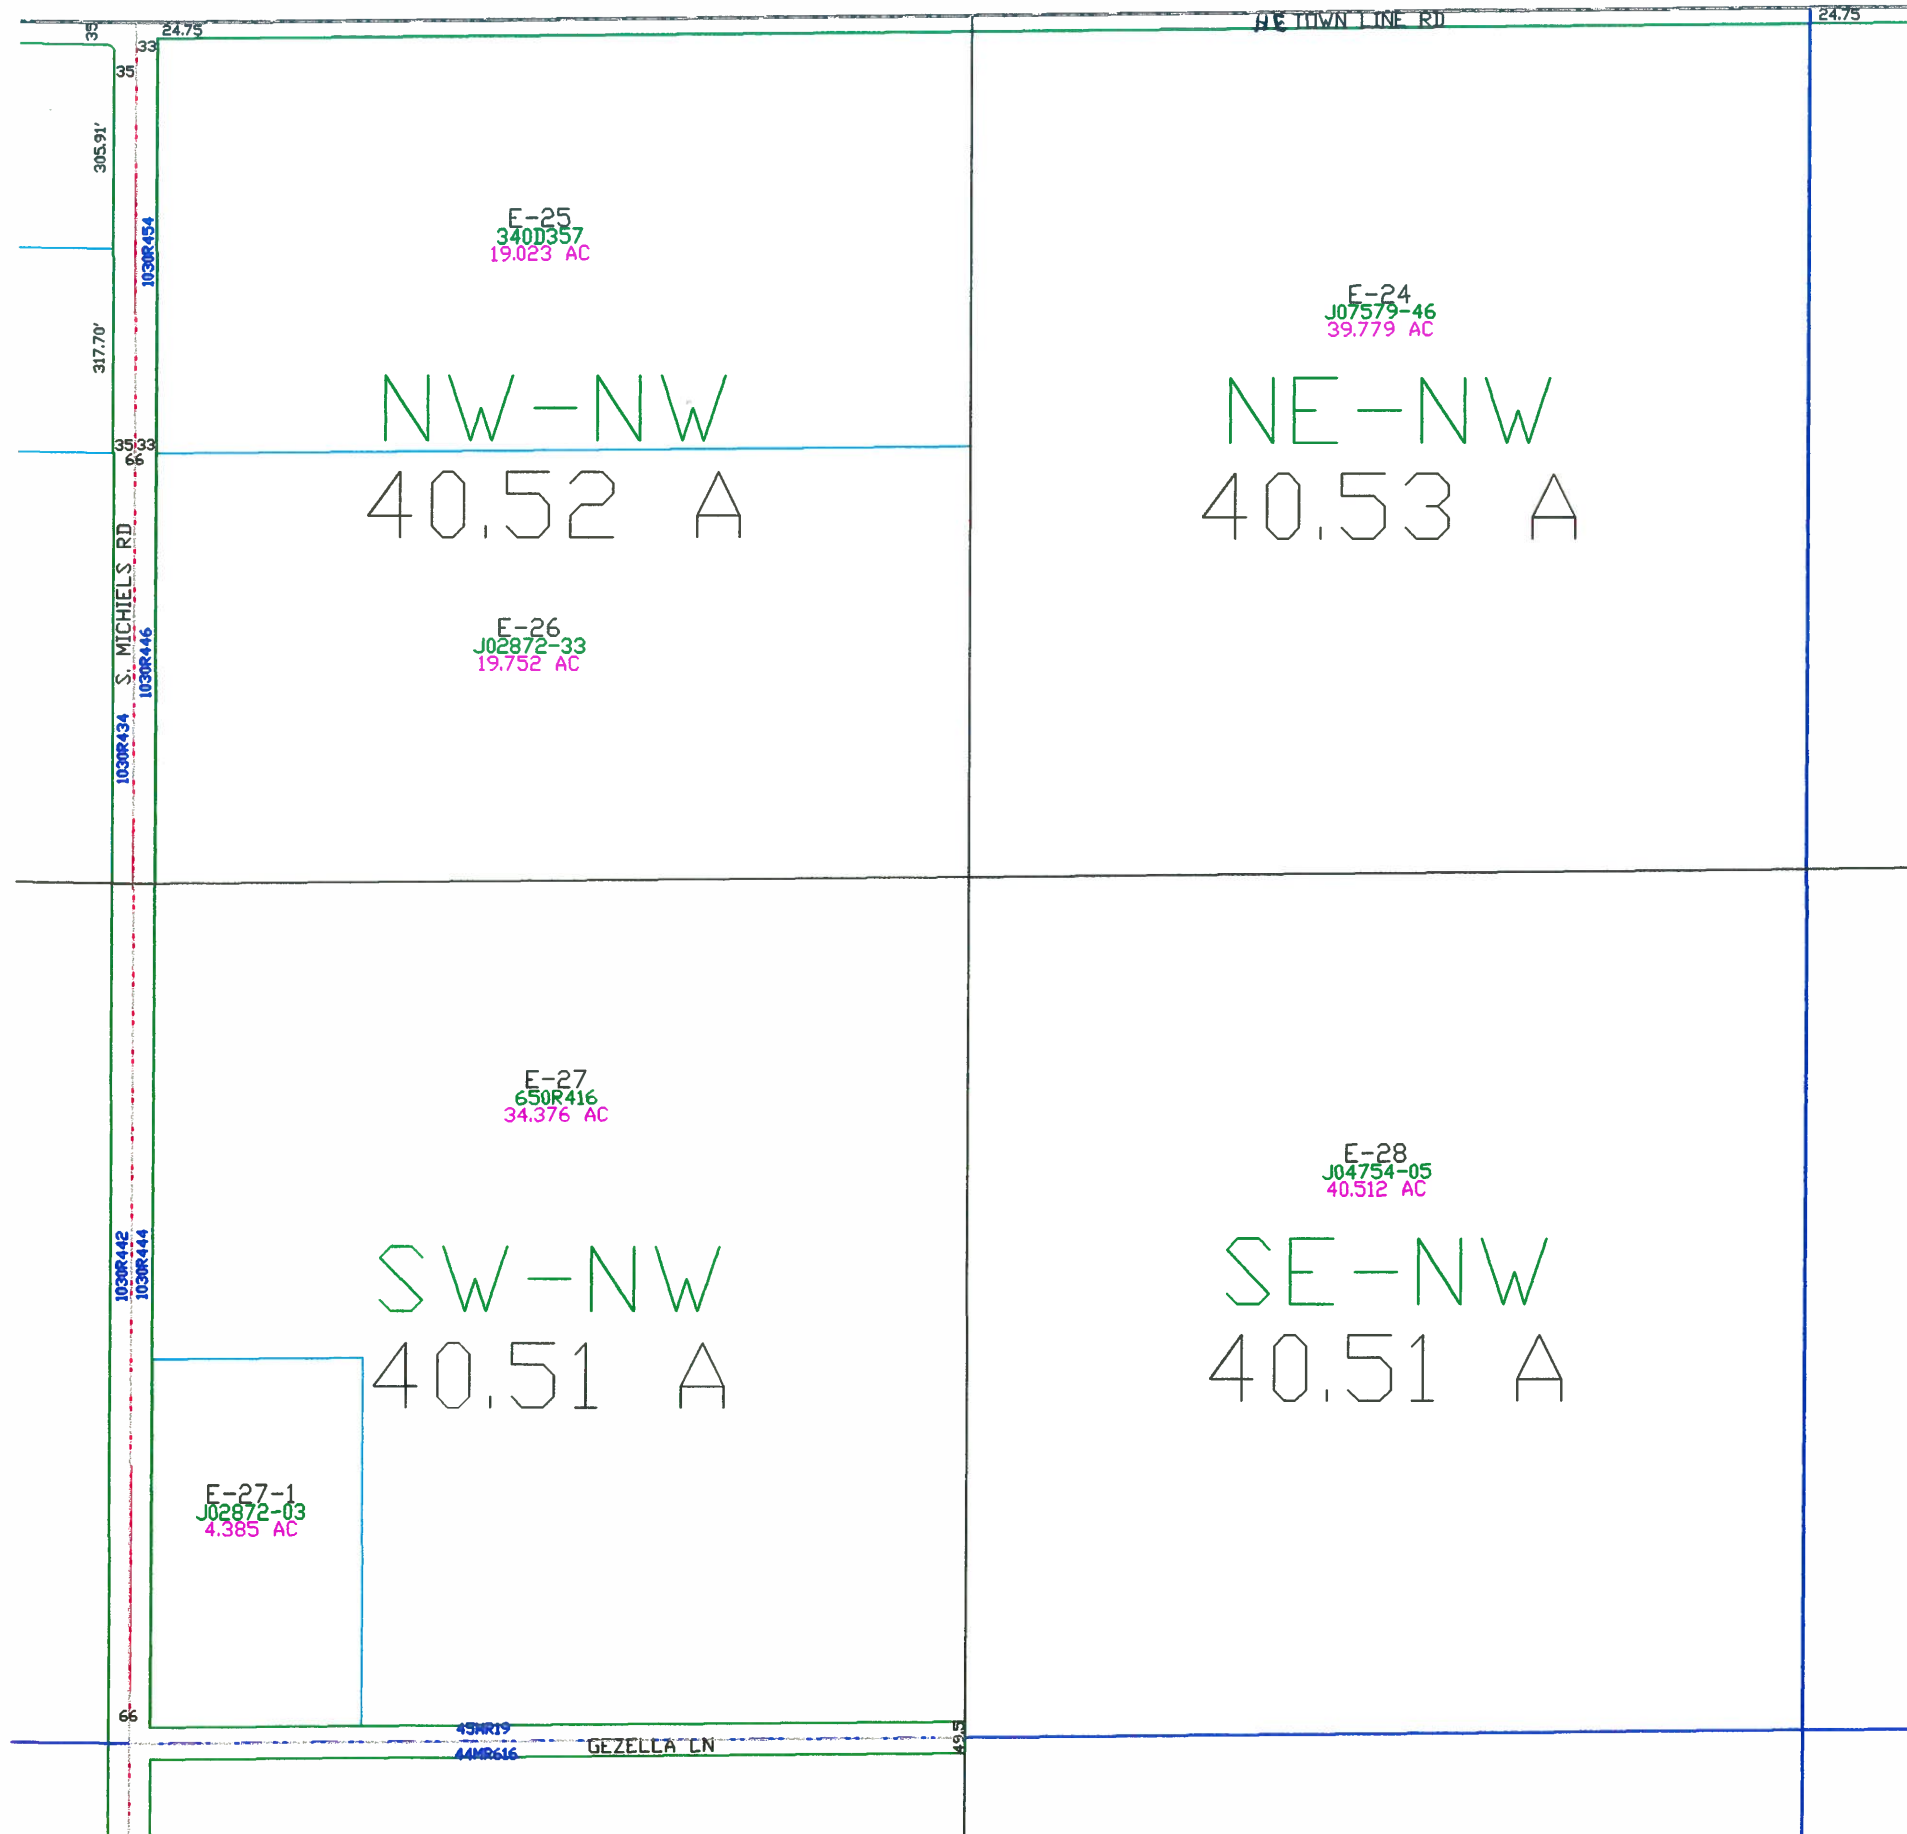 HE TOWN LINE RD
24.75
35
24.75
33
35
305.91'
1030R454
E-25
340D357
19.023 AC
E-24
J07579-46
39.779 AC
317.70'
NW-NW
NE-NW
35 33
66
40.52 A
40.53 A
S. MICHIELS RD
E-26
J02872-33
19.752 AC
1030R446
1030R434
E-27
650R416
34.376 AC
E-28
J04754-05
40.512 AC
1030R442
1030R444
SW-NW
SE-NW
40.51 A
40.51 A
E-27-1
J02872-03
4.385 AC
66
45MR19
49.5
GEZELLA LN
44MR616